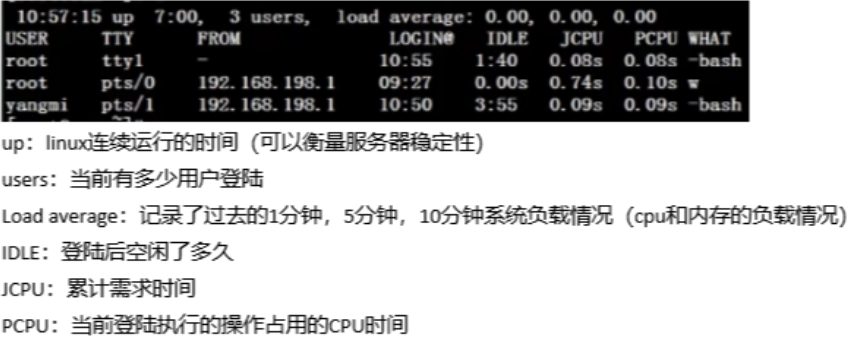 10:57:15 up 7:00, 3 users, load average: 0.00, 0.00, 0.00
USER TTY FROM LOGIN@ IDLE JCPU PCPU WHAT
root tty1 - 10:55 1:40 0.08s 0.08s -bash
root pts/0 192.168.198.1 09:27 0.00s 0.74s 0.10s w
yangmi pts/1 192.168.198.1 10:50 3:55 0.09s 0.09s -bash
up：linux连续运行的时间（可以衡量服务器稳定性）
users：当前有多少用户登陆
Load average：记录了过去的1分钟，5分钟，10分钟系统负载情况（cpu和内存的负载情况）
IDLE：登陆后空闲了多久
JCPU：累计需求时间
PCPU：当前登陆执行的操作占用的CPU时间